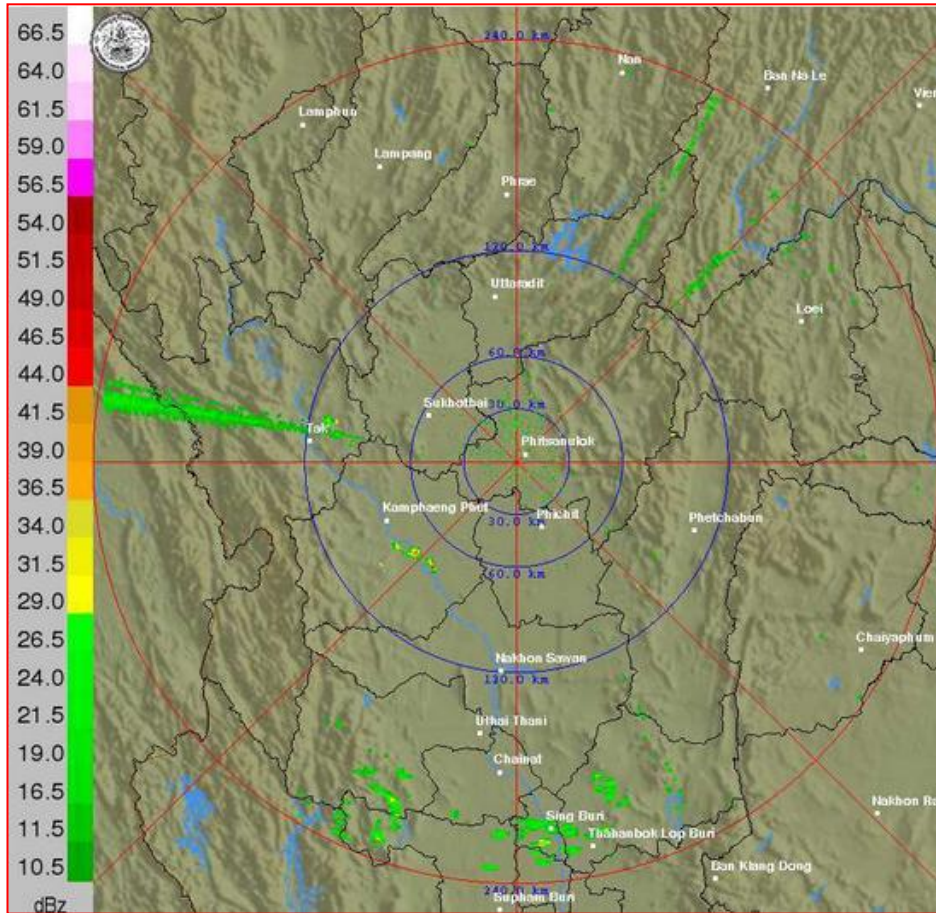 66.5
64.0
61.5
59.0
56.5
54.0
51.5
49.0
46.5
44.0
41.5
39.0
36.5
34.0
31.5
29.0
26.5
24.0
21.5
19.0
16.5
11.5
10.5
dBz
240.0 km
Nan
Ban Na Le
Vien
Lamphun
Lampang
Phrae
120.0 km
Uttaradit
Loei
60.0 km
30.0 km
Sukhothai
Tak
Phitsanulok
Kamphaeng Phet
Phichit
30.0 km
Phetchabun
60.0 km
Chaiyaphum
Nakhon Sawan
120.0 km
Uthai Thani
Chainat
Nakhon Ra
Sing Buri
Thahanbok Lop Buri
Ban Klang Dong
240.0 km
Suphan Buri